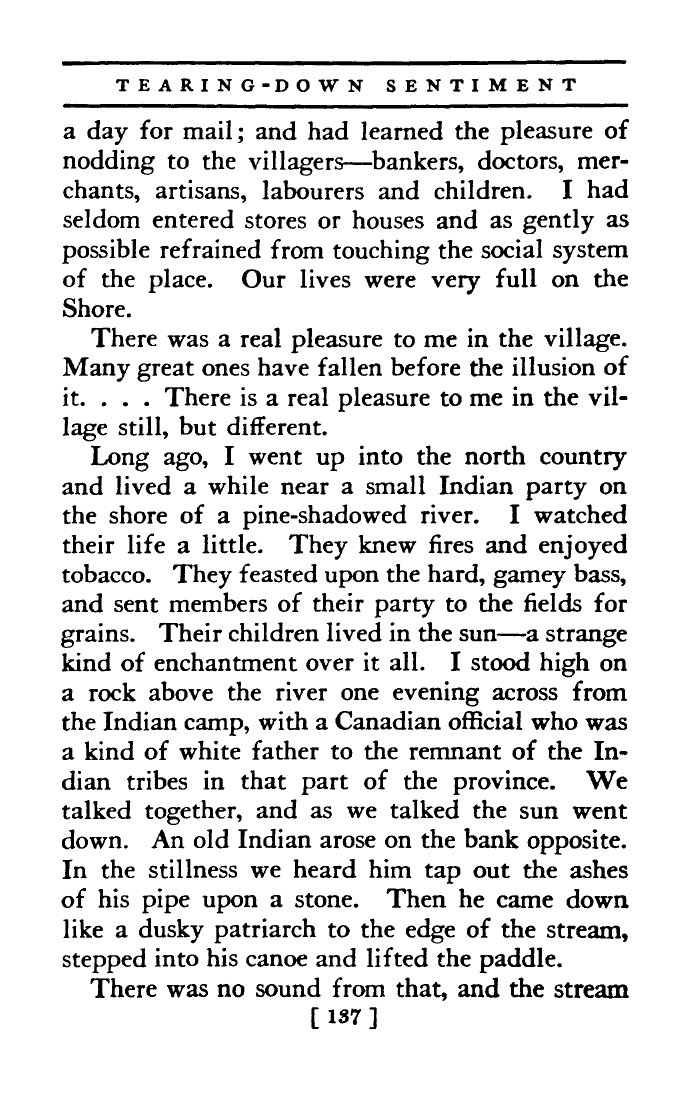 TEARING-DOWN SENTIMENT
a day for mail; and had learned the pleasure of
nodding to the villagers—bankers, doctors, mer-
chants, artisans, labourers and children. I had
seldom entered stores or houses and as gently as
possible refrained from touching the social system
of the place. Our lives were very full on the
Shore.
There was a real pleasure to me in the village.
Many great ones have fallen before the illusion of
it. . . . There is a real pleasure to me in the vil-
lage still, but different.
Long ago, I went up into the north country
and lived a while near a small Indian party on
the shore of a pine-shadowed river. I watched
their life a little. They knew fires and enjoyed
tobacco. They feasted upon the hard, gamey bass,
and sent members of their party to the fields for
grains. Their children lived in the sun—a strange
kind of enchantment over it all. I stood high on
a rock above the river one evening across from
the Indian camp, with a Canadian official who was
a kind of white father to the remnant of the In-
dian tribes in that part of the province. We
talked together, and as we talked the sun went
down. An old Indian arose on the bank opposite.
In the stillness we heard him tap out the ashes
of his pipe upon a stone. Then he came down
like a dusky patriarch to the edge of the stream,
stepped into his canoe and lifted the paddle.
There was no sound from that, and the stream
[ 137 ]